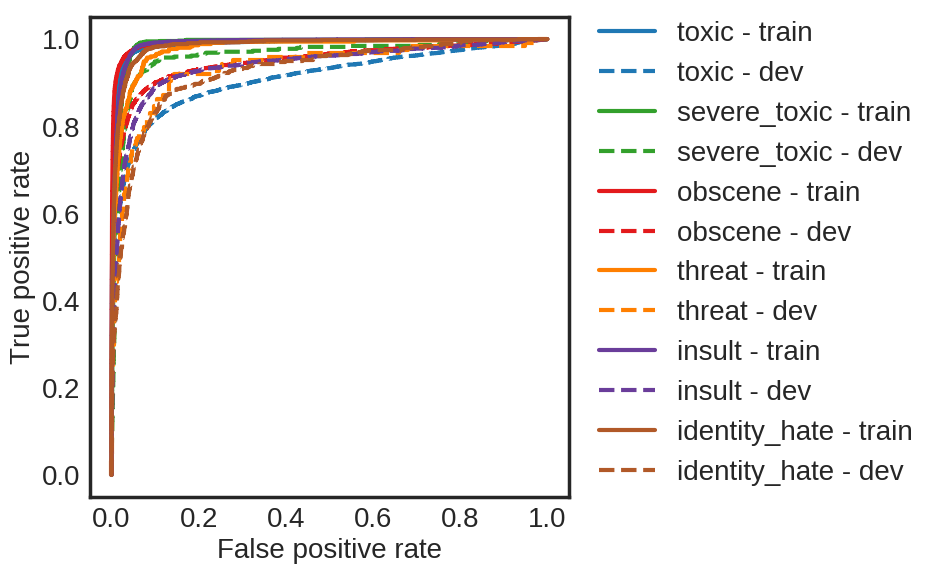 True positive rate
1.0
0.8
0.6
0.4
0.2
0.0
0.0 0.2 0.4 0.6 0.8 1.0
False positive rate
toxic - train
toxic - dev
severe_toxic - train
severe_toxic - dev
obscene - train
obscene - dev
threat - train
threat - dev
insult - train
insult - dev
identity_hate - train
identity_hate - dev